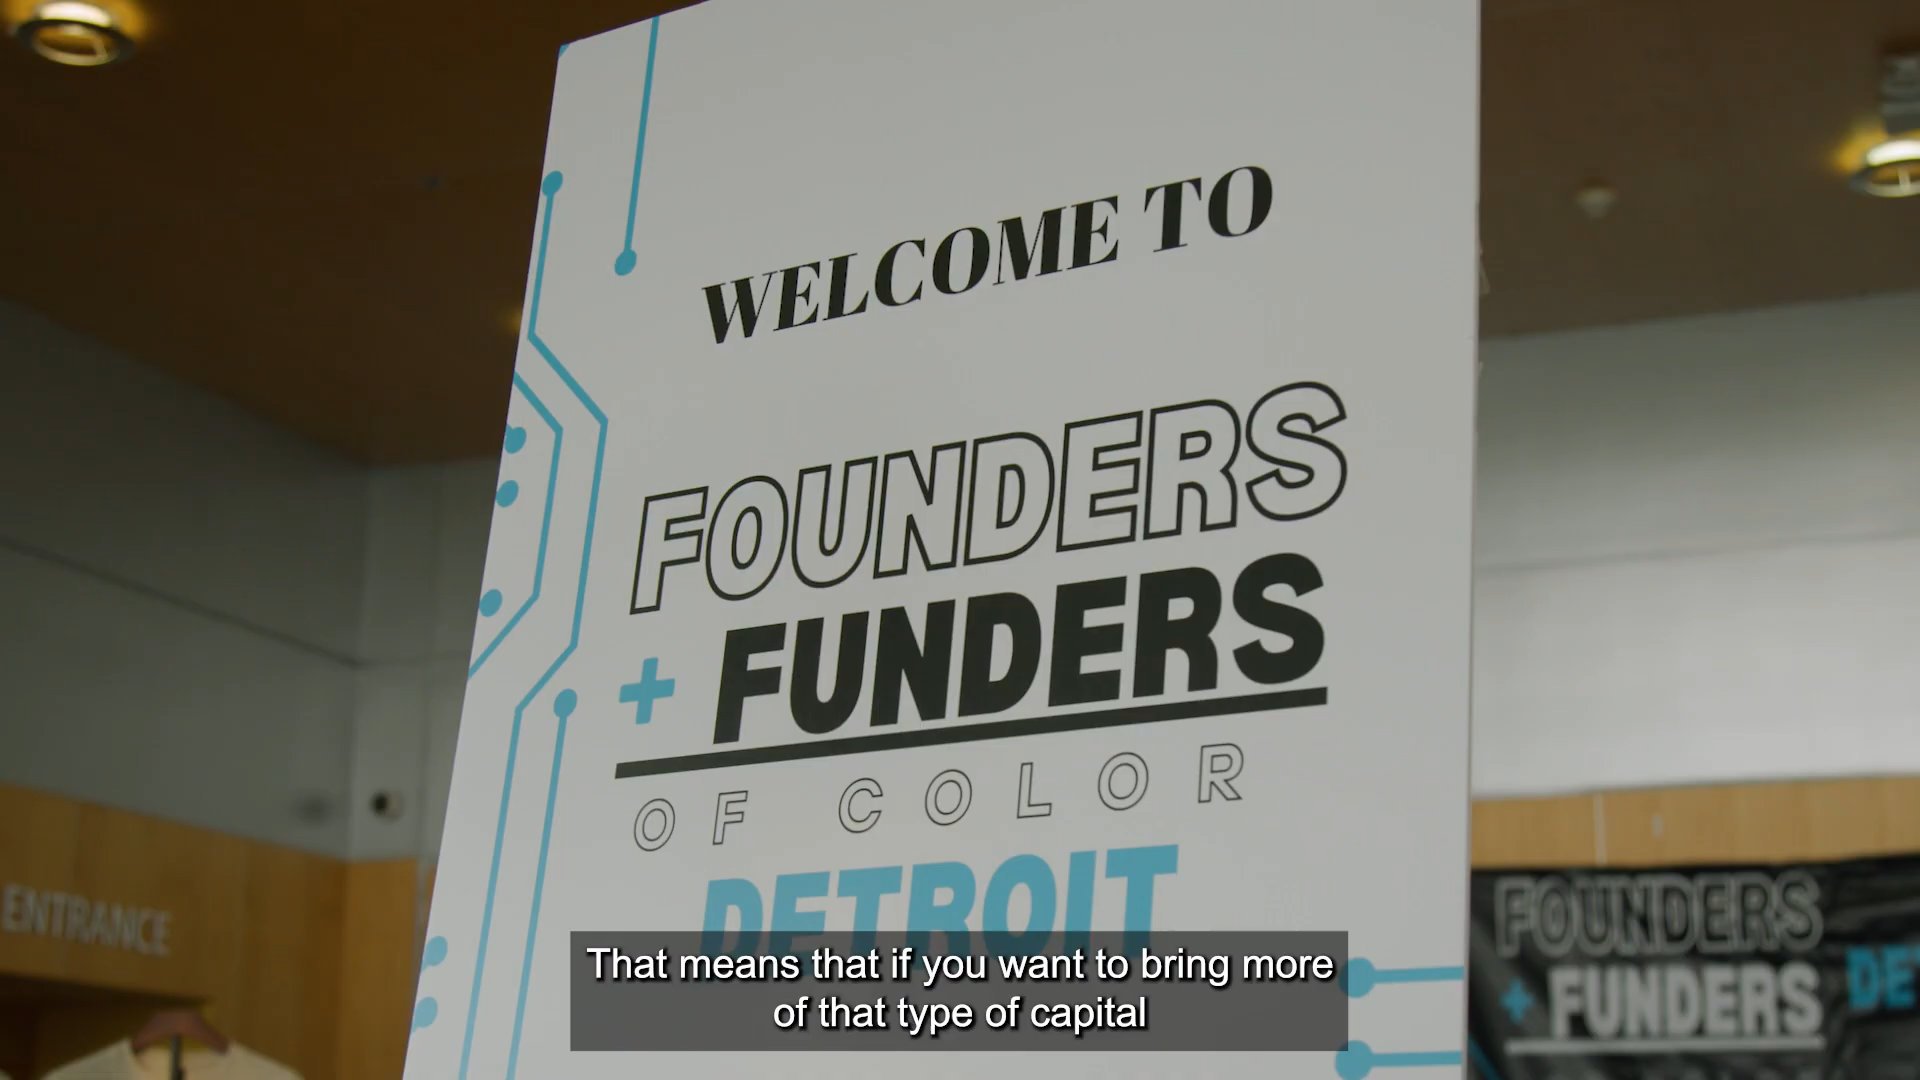 WELCOME TO
FOUNDERS
+ FUNDERS
OF COLOR
DETROIT
ENTRANCE
FOUNDERS
+ FUNDERS
DE
That means that if you want to bring more
of that type of capital